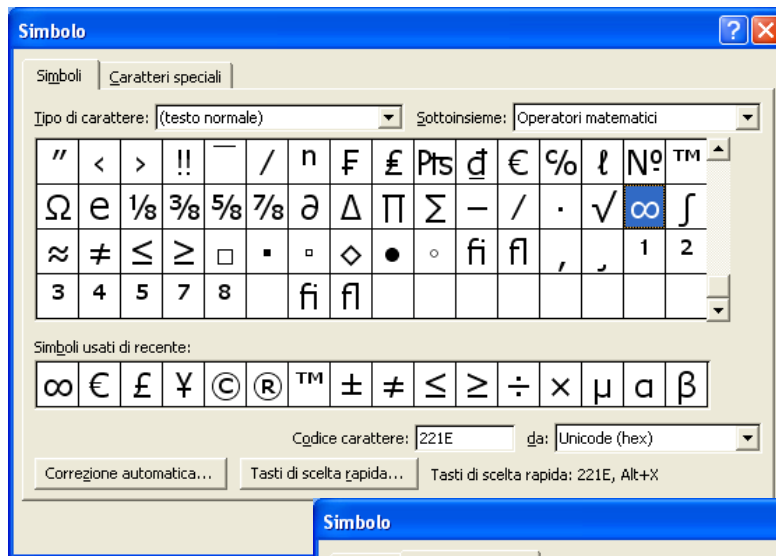 Simbolo
Simboli Caratteri speciali
Tipo di carattere: (testo normale) Sottoinsieme: Operatori matematici
″ ‹ › ‼ ‾ ⁄ ⁿ ₣ ₤ ₧ ₫ € ℅ ℓ № ™
Ω ℮ ⅛ ⅜ ⅝ ⅞ ∂ ∆ ∏ ∑ − ∕ ∙ √ ∞ ∫
≈ ≠ ≤ ≥ □ ▪ ▫ ◊ ● ◦ fi fl ¹ ²
³ ⁴ ⁵ ⁷ ⁸ fi fl
Simboli usati di recente:
∞ € £ ¥ © ® ™ ± ≠ ≤ ≥ ÷ × µ α β
Codice carattere: 221E da: Unicode (hex)
Correzione automatica... Tasti di scelta rapida... Tasti di scelta rapida: 221E, Alt+X
Simbolo